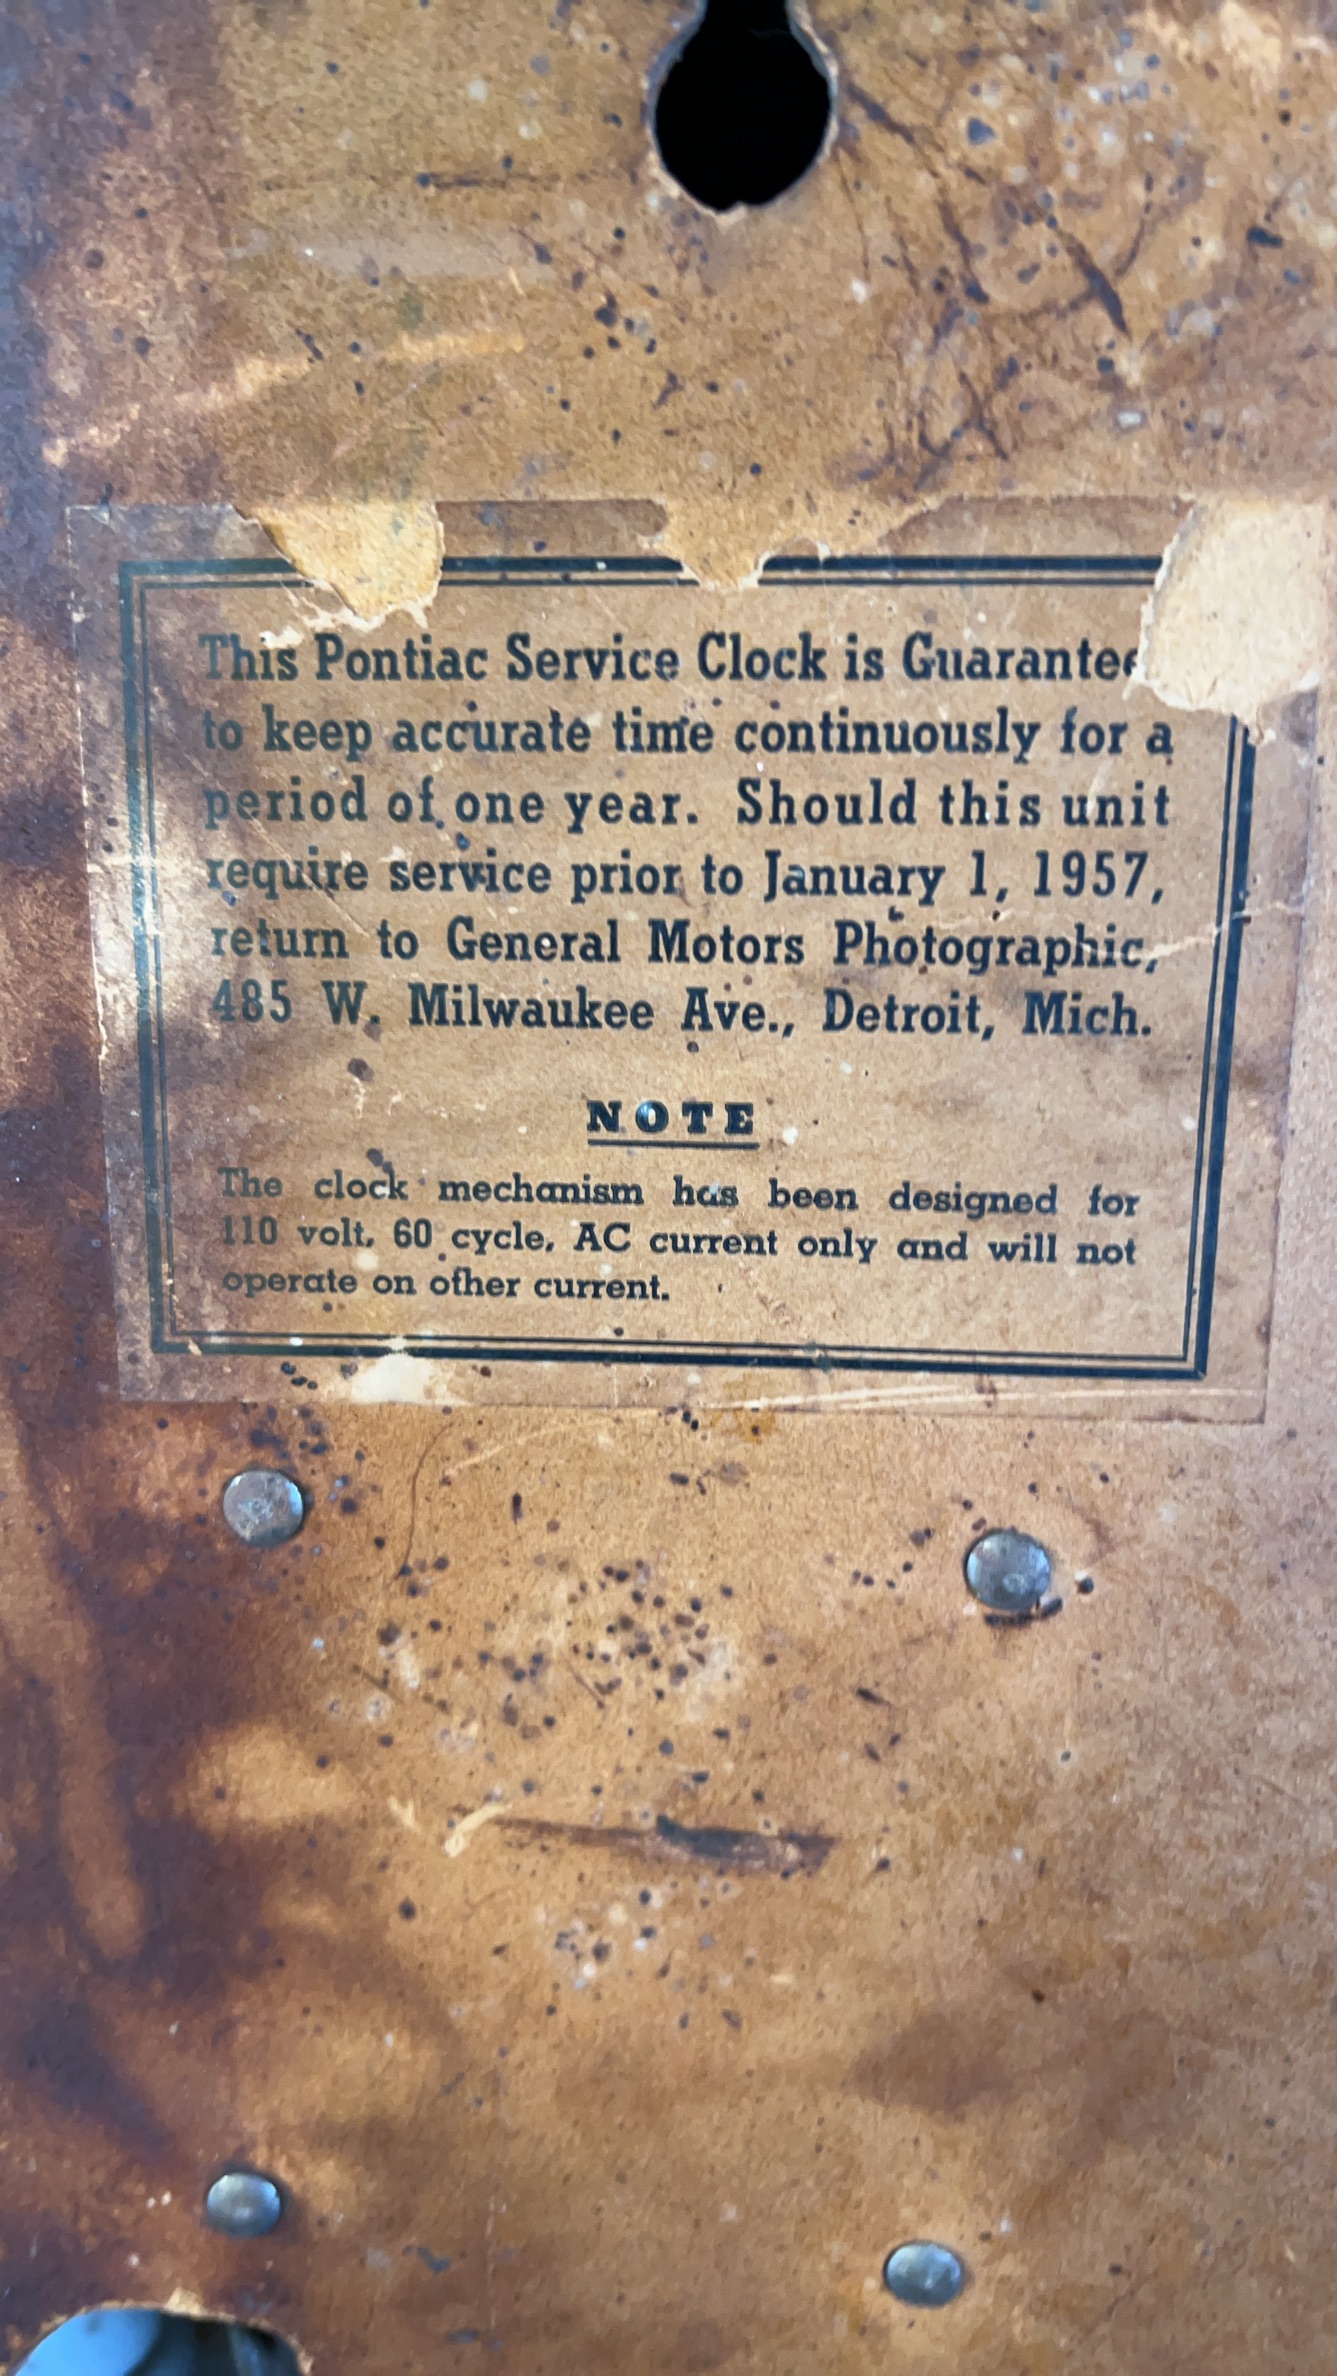 This Pontiac Service Clock is Guarantee
to keep accurate time continuously for a
period of one year. Should this unit
require service prior to January 1, 1957,
return to General Motors Photographic,
485 W. Milwaukee Ave., Detroit, Mich.
NOTE
The clock mechanism has been designed for
110 volt, 60 cycle, AC current only and will not
operate on other current.